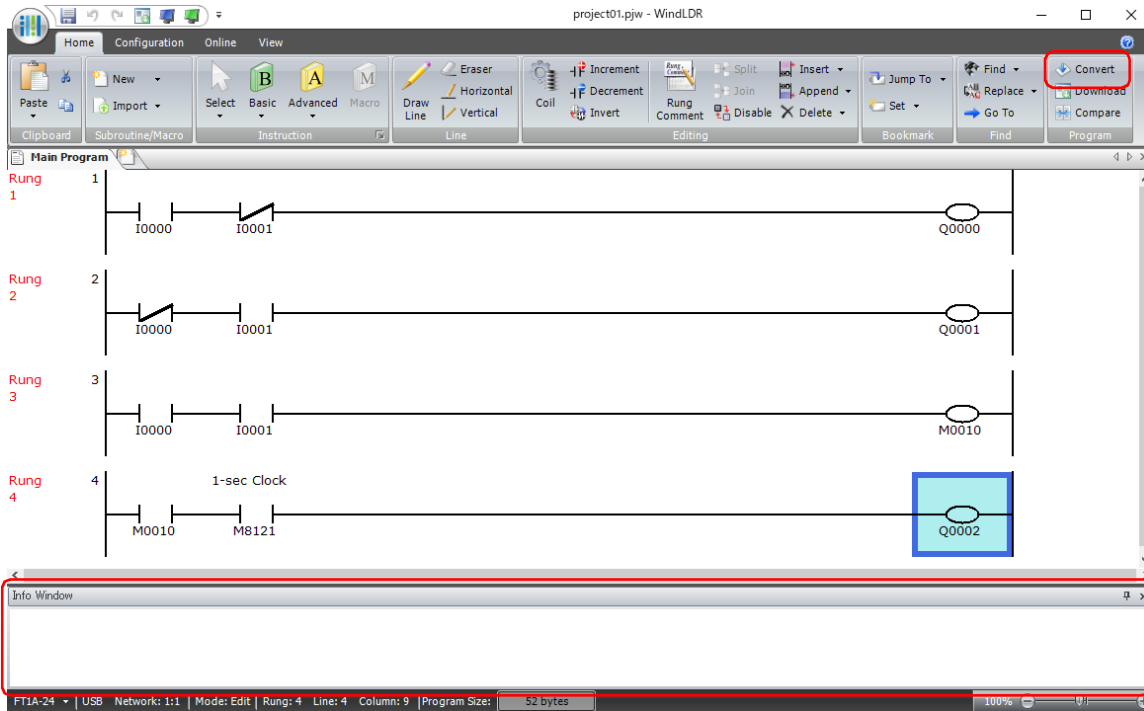 project01.pjw - WindLDR
Home Configuration Online View
Paste
Clipboard
New
Import
Subroutine/Macro
Select Basic Advanced Macro
B A M
Instruction
Draw Line
Eraser
Horizontal
Vertical
Line
Coil
Increment
Decrement
Invert
Rung Comment
Split
Join
Disable
Insert
Append
Delete
Editing
Jump To
Set
Bookmark
Find
Replace
Go To
Find
Convert
Download
Compare
Program
Main Program
Rung 1
1
I0000 I0001 Q0000
Rung 2
2
I0000 I0001 Q0001
Rung 3
3
I0000 I0001 M0010
Rung 4
4
1-sec Clock
M0010 M8121 Q0002
Info Window
FT1A-24 USB Network: 1:1 Mode: Edit Rung: 4 Line: 4 Column: 9 Program Size: 52 bytes 100%